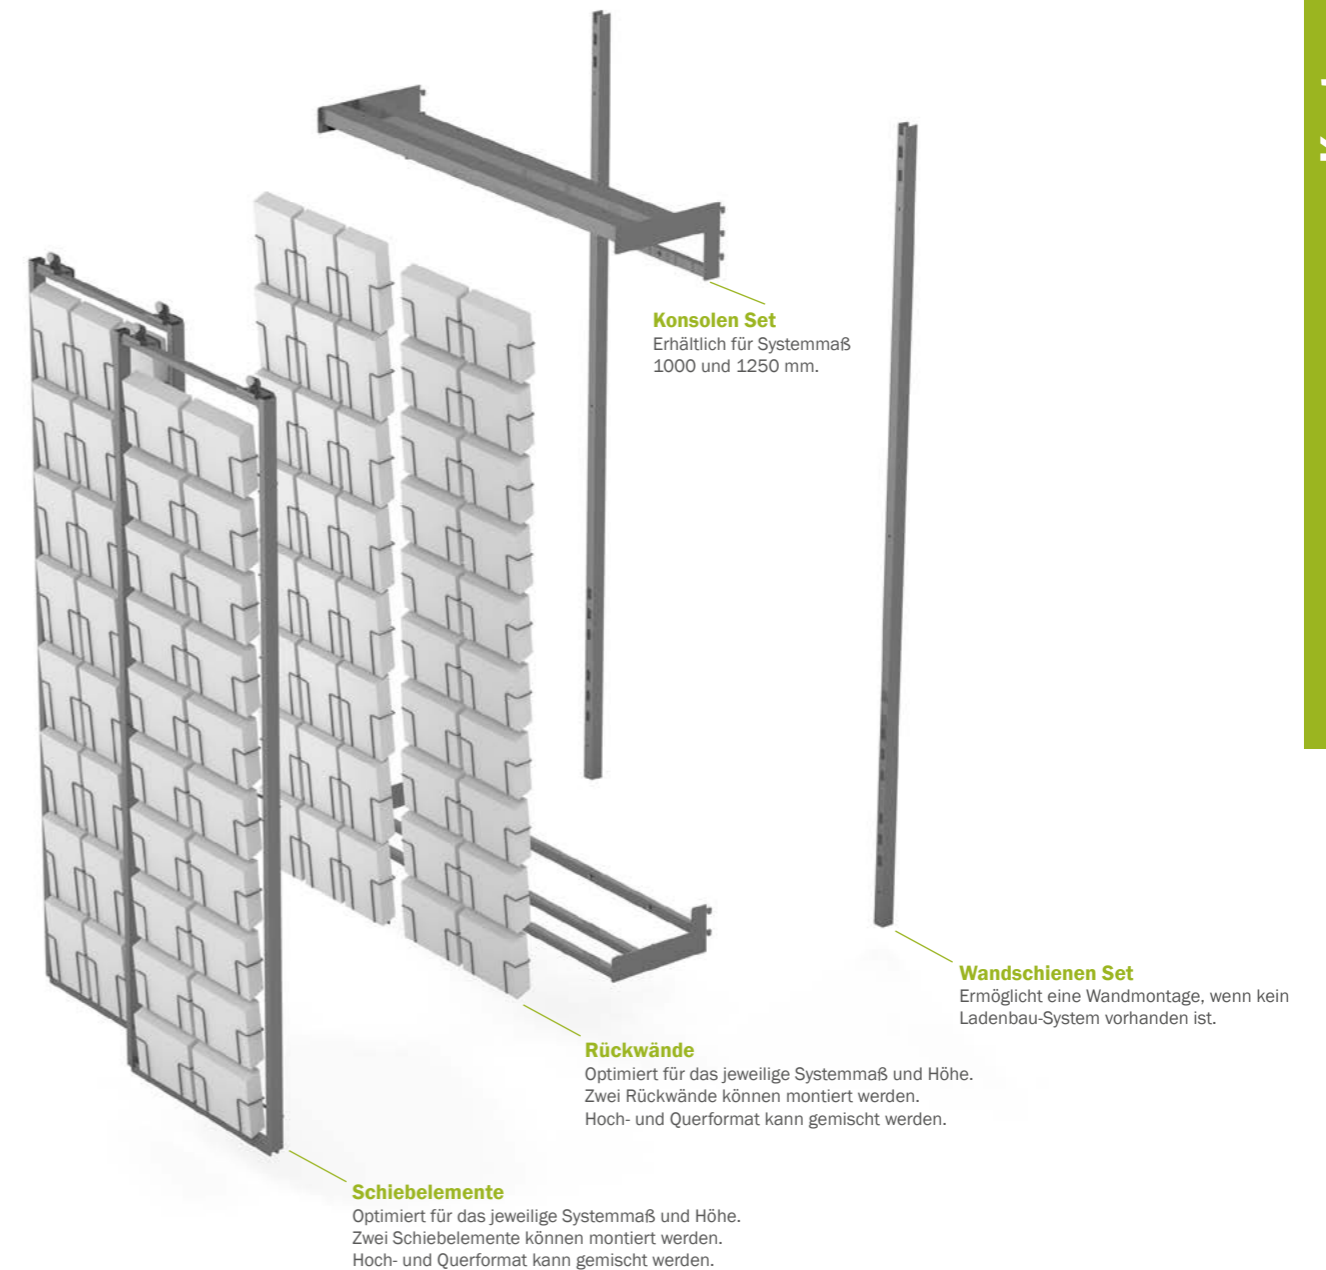 Konsolen Set
Erhältlich für Systemmaß
1000 und 1250 mm.
Wandschienen Set
Ermöglicht eine Wandmontage, wenn kein
Ladenbau-System vorhanden ist.
Rückwände
Optimiert für das jeweilige Systemmaß und Höhe.
Zwei Rückwände können montiert werden.
Hoch- und Querformat kann gemischt werden.
Schiebelemente
Optimiert für das jeweilige Systemmaß und Höhe.
Zwei Schiebelemente können montiert werden.
Hoch- und Querformat kann gemischt werden.